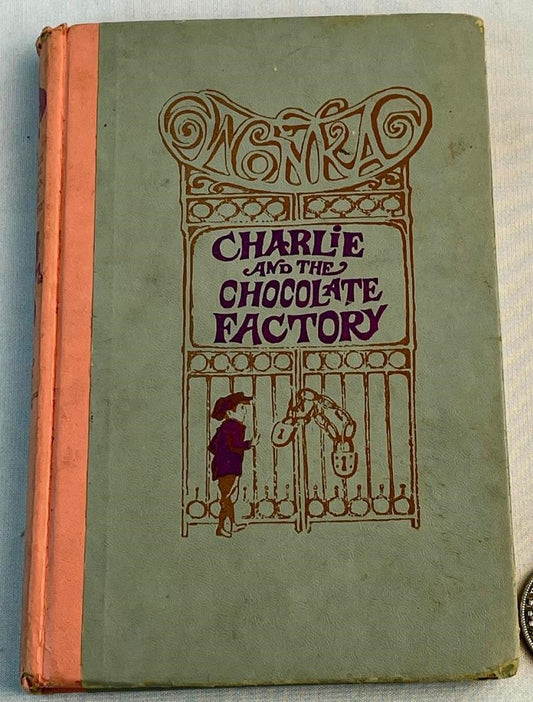 WONKA
CHARLiE
AND THE
CHOCOLATE
FACTORY